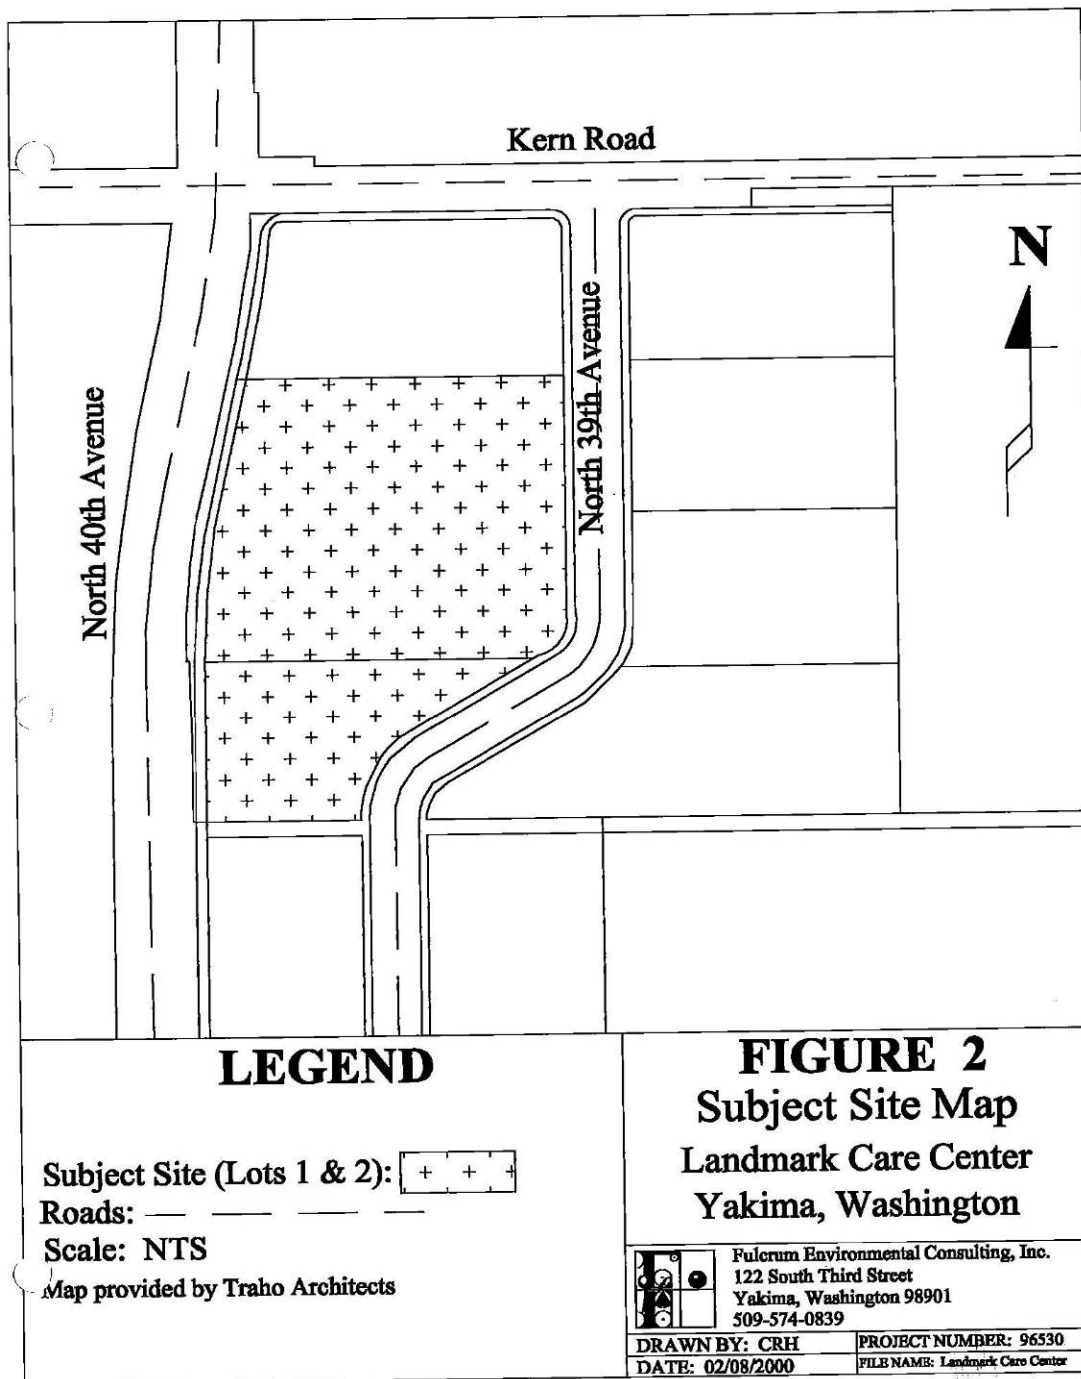 Kern Road
N
North 40th Avenue
North 39th Avenue
LEGEND
Subject Site (Lots 1 & 2):
Roads:
Scale: NTS
Map provided by Traho Architects
FIGURE 2
Subject Site Map
Landmark Care Center
Yakima, Washington
Fulcrum Environmental Consulting, Inc.
122 South Third Street
Yakima, Washington 98901
509-574-0839
DRAWN BY: CRH
PROJECT NUMBER: 96530
DATE: 02/08/2000
FILE NAME: Landmark Care Center